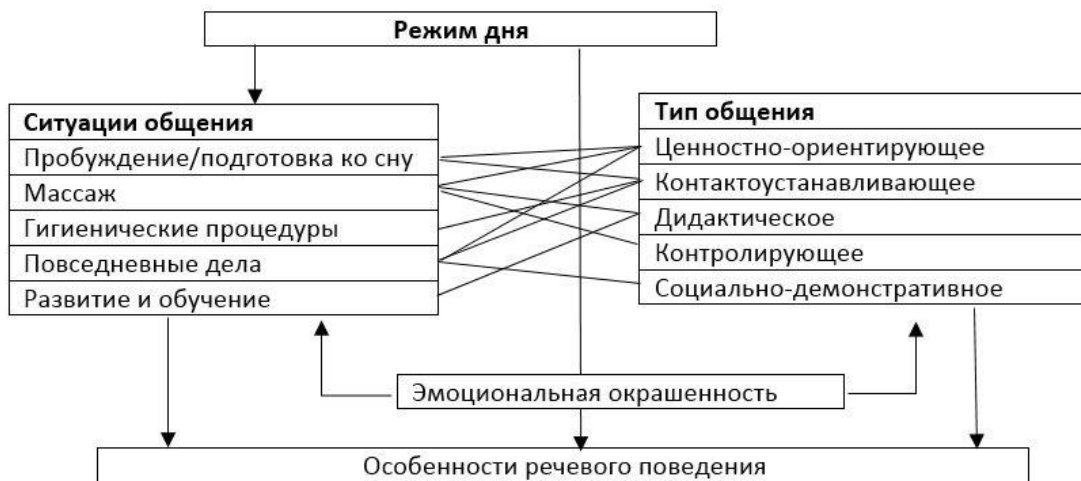 Режим дня
Ситуации общения
Пробуждение/подготовка ко сну
Массаж
Гигиенические процедуры
Повседневные дела
Развитие и обучение
Тип общения
Ценностно-ориентирующее
Контактоустанавливающее
Дидактическое
Контролирующее
Социально-демонстративное
Эмоциональная окрашенность
Особенности речевого поведения